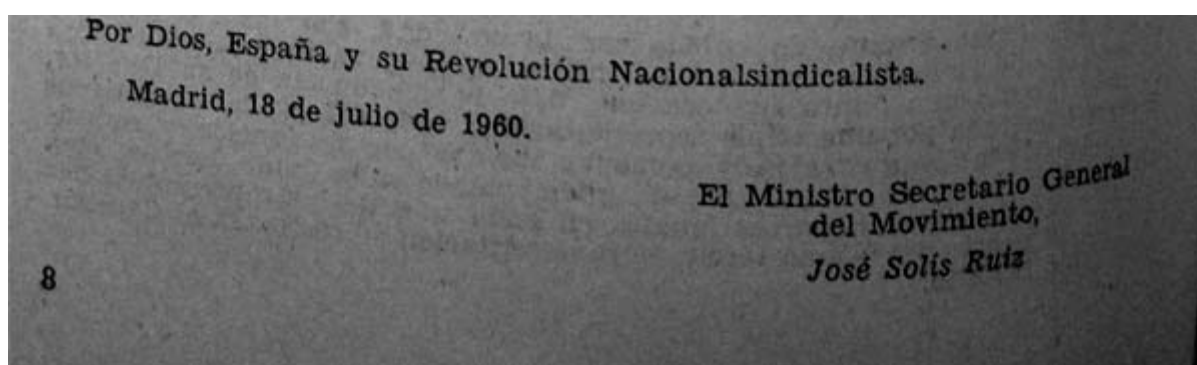 Por Dios, España y su Revolución Nacionalsindicalista.
Madrid, 18 de julio de 1960.
El Ministro Secretario General
del Movimiento,
José Solís Ruiz
8